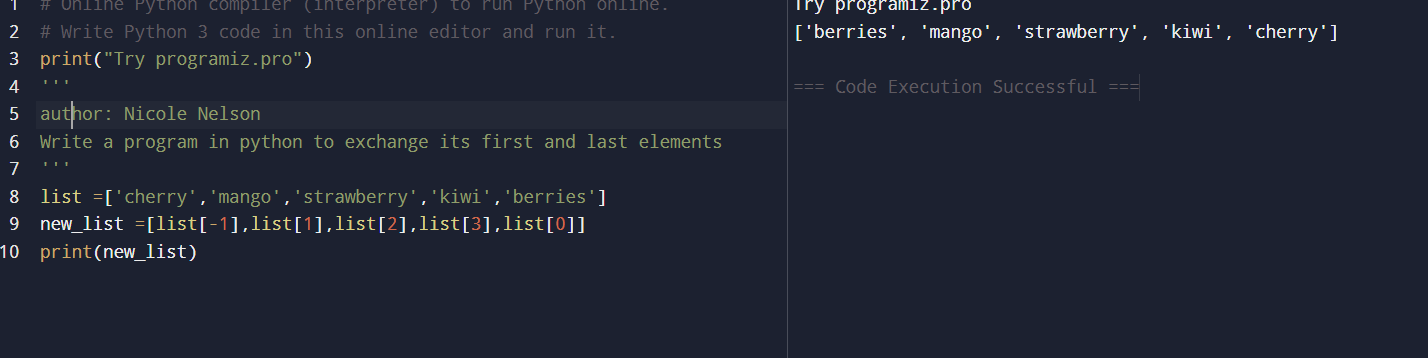 1 # Online Python compiler (interpreter) to run Python online.
2 # Write Python 3 code in this online editor and run it.
3 print("Try programiz.pro")
4 '''
5 author: Nicole Nelson
6 Write a program in python to exchange its first and last elements
7 '''
8 list =['cherry','mango','strawberry','kiwi','berries']
9 new_list =[list[-1],list[1],list[2],list[3],list[0]]
10 print(new_list)
Try programiz.pro
['berries', 'mango', 'strawberry', 'kiwi', 'cherry']
=== Code Execution Successful ===